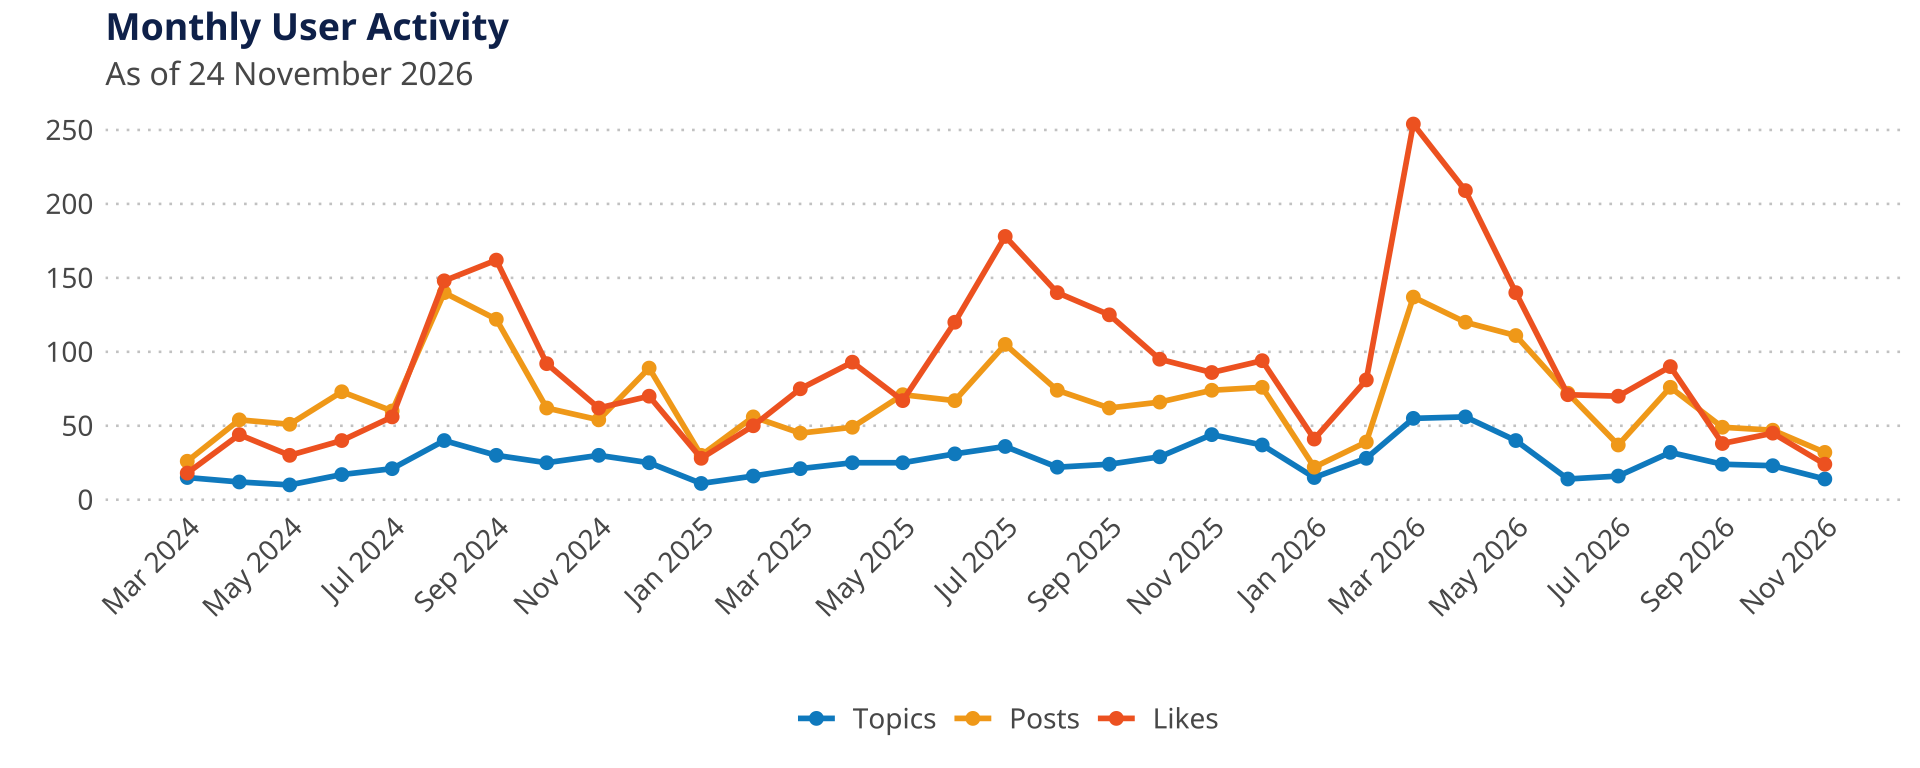 Monthly User Activity
As of 24 November 2026
250
200
150
100
50
0
Mar 2024
May 2024
Jul 2024
Sep 2024
Nov 2024
Jan 2025
Mar 2025
May 2025
Jul 2025
Sep 2025
Nov 2025
Jan 2026
Mar 2026
May 2026
Jul 2026
Sep 2026
Nov 2026
Topics Posts Likes